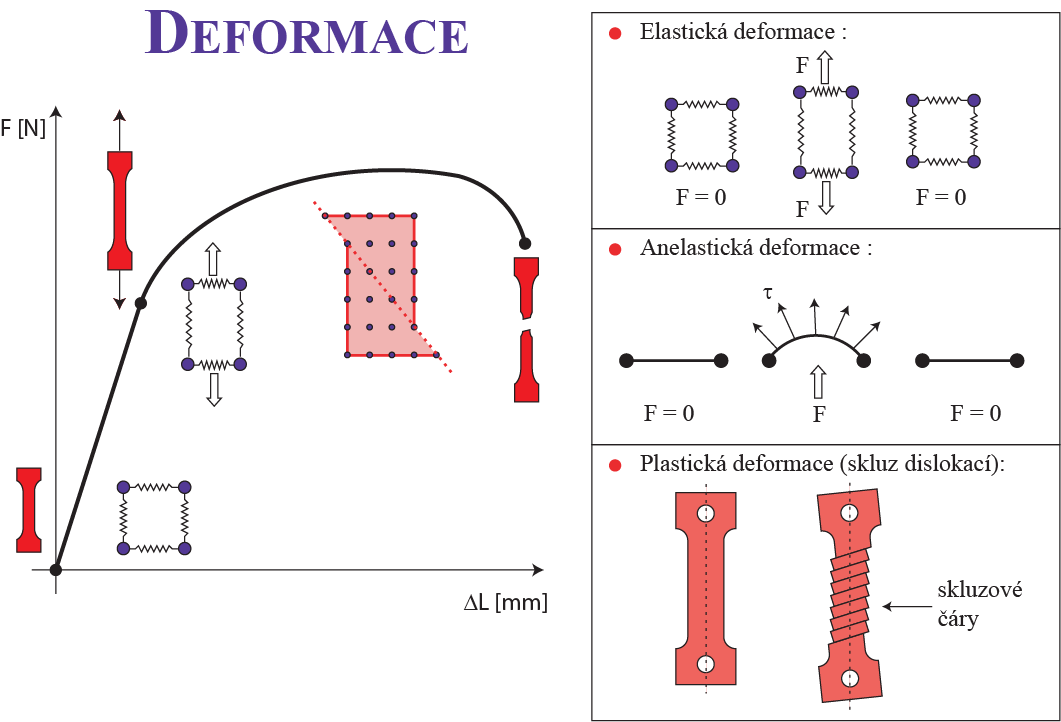 DEFORMACE
F [N]
ΔL [mm]
Elastická deformace :
F
F = 0
F
F = 0
Anelastická deformace :
τ
F = 0
F
F = 0
Plastická deformace (skluz dislokací):
skluzové
čáry